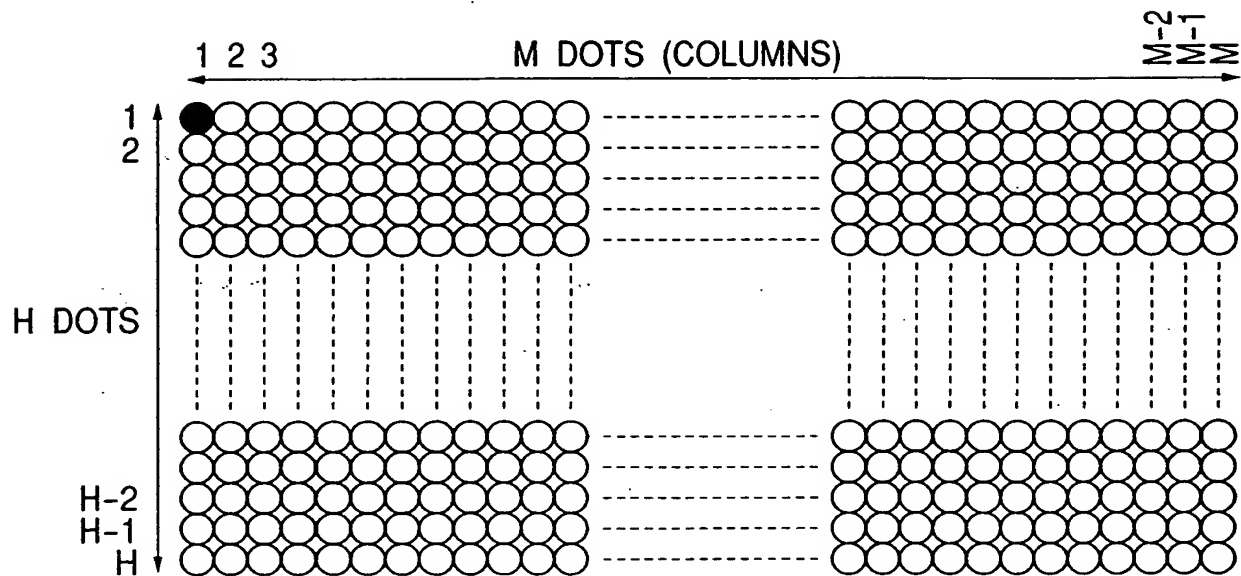 1 2 3 M DOTS (COLUMNS) M-2 M-1 M
1
2
H DOTS
H-2
H-1
H